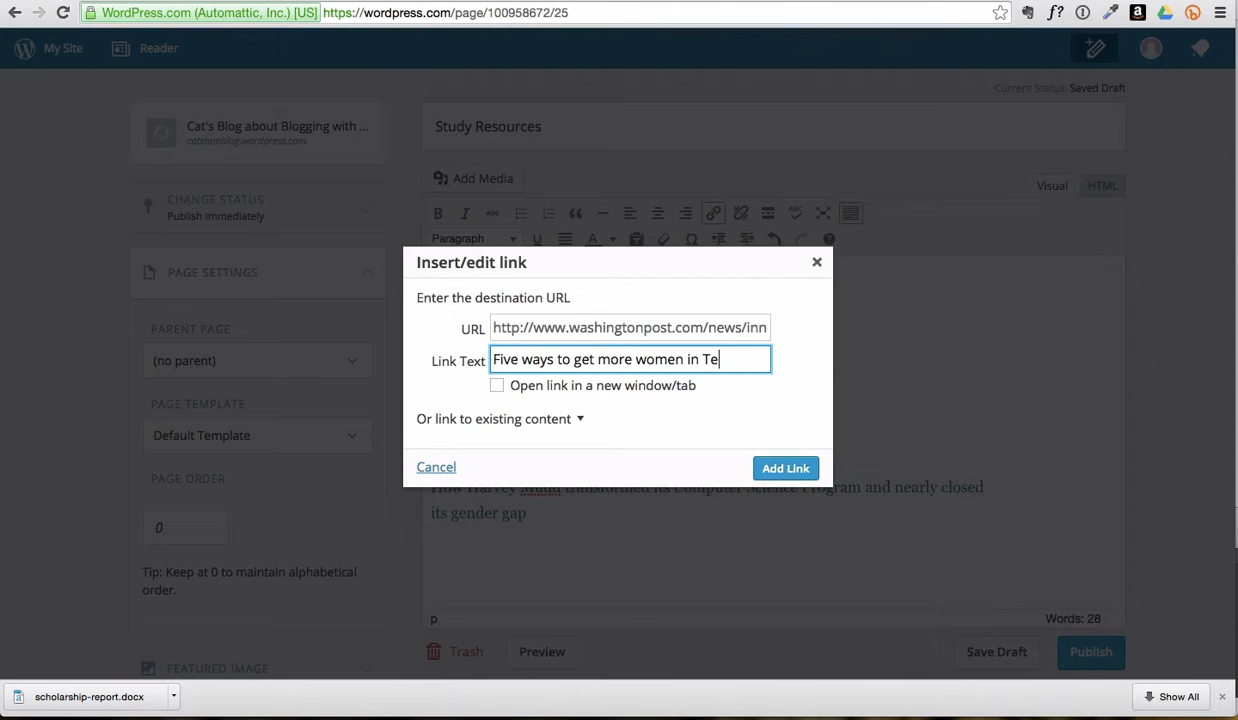 WordPress.com (Automattic, Inc.) [US] https://wordpress.com/page/100958672/25
f?
My Site
Reader
Current Status: Saved Draft
Cat's Blog about Blogging with ...
catstamblog.wordpress.com
Study Resources
CHANGE STATUS
Publish Immediately
Add Media
Visual
HTML
B I ABC
ABC
Paragraph
U
A
Ω
PAGE SETTINGS
PARENT PAGE
(no parent)
PAGE TEMPLATE
Default Template
PAGE ORDER
0
Tip: Keep at 0 to maintain alphabetical
order.
FEATURED IMAGE
Insert/edit link
Enter the destination URL
URL http://www.washingtonpost.com/news/inn
Link Text Five ways to get more women in Te
Open link in a new window/tab
Or link to existing content
Cancel
Add Link
How Harvey Mudd transformed its Computer Science Program and nearly closed
its gender gap
p
Words: 28
Trash
Preview
Save Draft
Publish
scholarship-report.docx
Show All